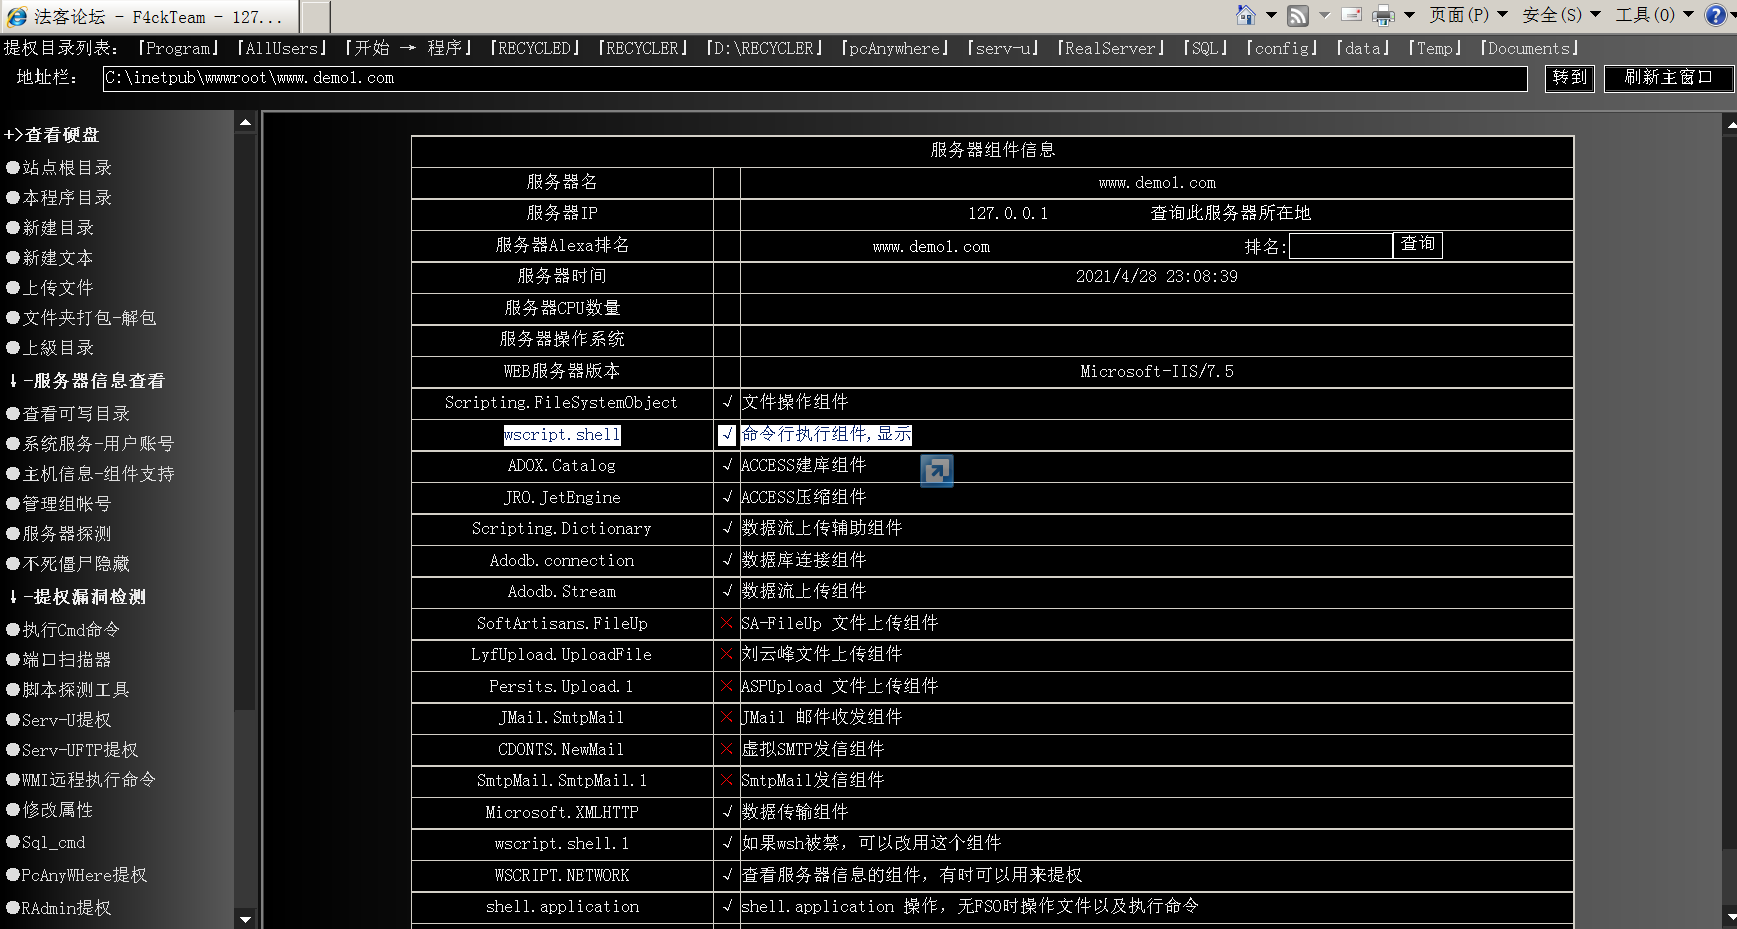 法客论坛 - F4ckTeam - 127...
页面(P) 安全(S) 工具(O)
提权目录列表: 『Program』 『AllUsers』 『开始 → 程序』 『RECYCLED』 『RECYCLER』 『D:\RECYCLER』 『pcAnywhere』 『serv-u』 『RealServer』 『SQL』 『config』 『data』 『Temp』 『Documents』
地址栏: C:\inetpub\wwwroot\www.demo1.com 转到 刷新主窗口
+>查看硬盘
●站点根目录
●本程序目录
●新建目录
●新建文本
●上传文件
●文件夹打包-解包
●上级目录
↓-服务器信息查看
●查看可写目录
●系统服务-用户账号
●主机信息-组件支持
●管理组帐号
●服务器探测
●不死僵尸隐藏
↓-提权漏洞检测
●执行Cmd命令
●端口扫描器
●脚本探测工具
●Serv-U提权
●Serv-UFTP提权
●WMI远程执行命令
●修改属性
●Sql_cmd
●PcAnyWHere提权
●RAdmin提权
服务器组件信息
服务器名 www.demo1.com
服务器IP 127.0.0.1 查询此服务器所在地
服务器Alexa排名 www.demo1.com 排名: 查询
服务器时间 2021/4/28 23:08:39
服务器CPU数量
服务器操作系统
WEB服务器版本 Microsoft-IIS/7.5
Scripting.FileSystemObject √ 文件操作组件
wscript.shell √ 命令行执行组件,显示
ADOX.Catalog √ ACCESS建库组件
JRO.JetEngine √ ACCESS压缩组件
Scripting.Dictionary √ 数据流上传辅助组件
Adodb.connection √ 数据库连接组件
Adodb.Stream √ 数据流上传组件
SoftArtisans.FileUp × SA-FileUp 文件上传组件
LyfUpload.UploadFile × 刘云峰文件上传组件
Persits.Upload.1 × ASPUpload 文件上传组件
JMail.SmtpMail × JMail 邮件收发组件
CDONTS.NewMail × 虚拟SMTP发信组件
SmtpMail.SmtpMail.1 × SmtpMail发信组件
Microsoft.XMLHTTP √ 数据传输组件
wscript.shell.1 √ 如果wsh被禁，可以改用这个组件
WSCRIPT.NETWORK √ 查看服务器信息的组件，有时可以用来提权
shell.application √ shell.application 操作，无FSO时操作文件以及执行命令